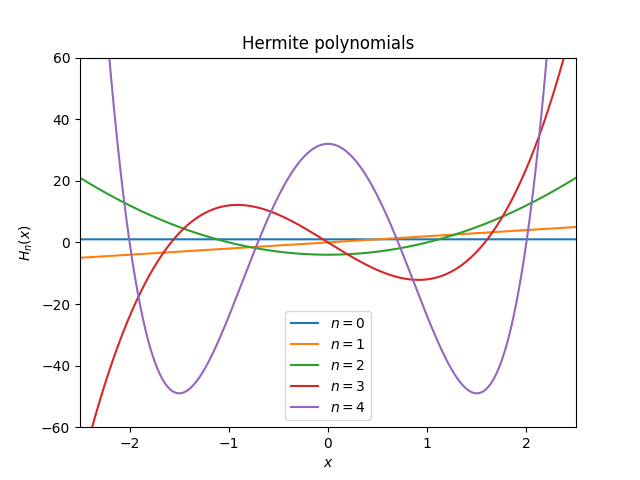 Hermite polynomials
60
40
20
0
−20
−40
−60
Hn(x)
−2
−1
0
1
2
x
n = 0
n = 1
n = 2
n = 3
n = 4